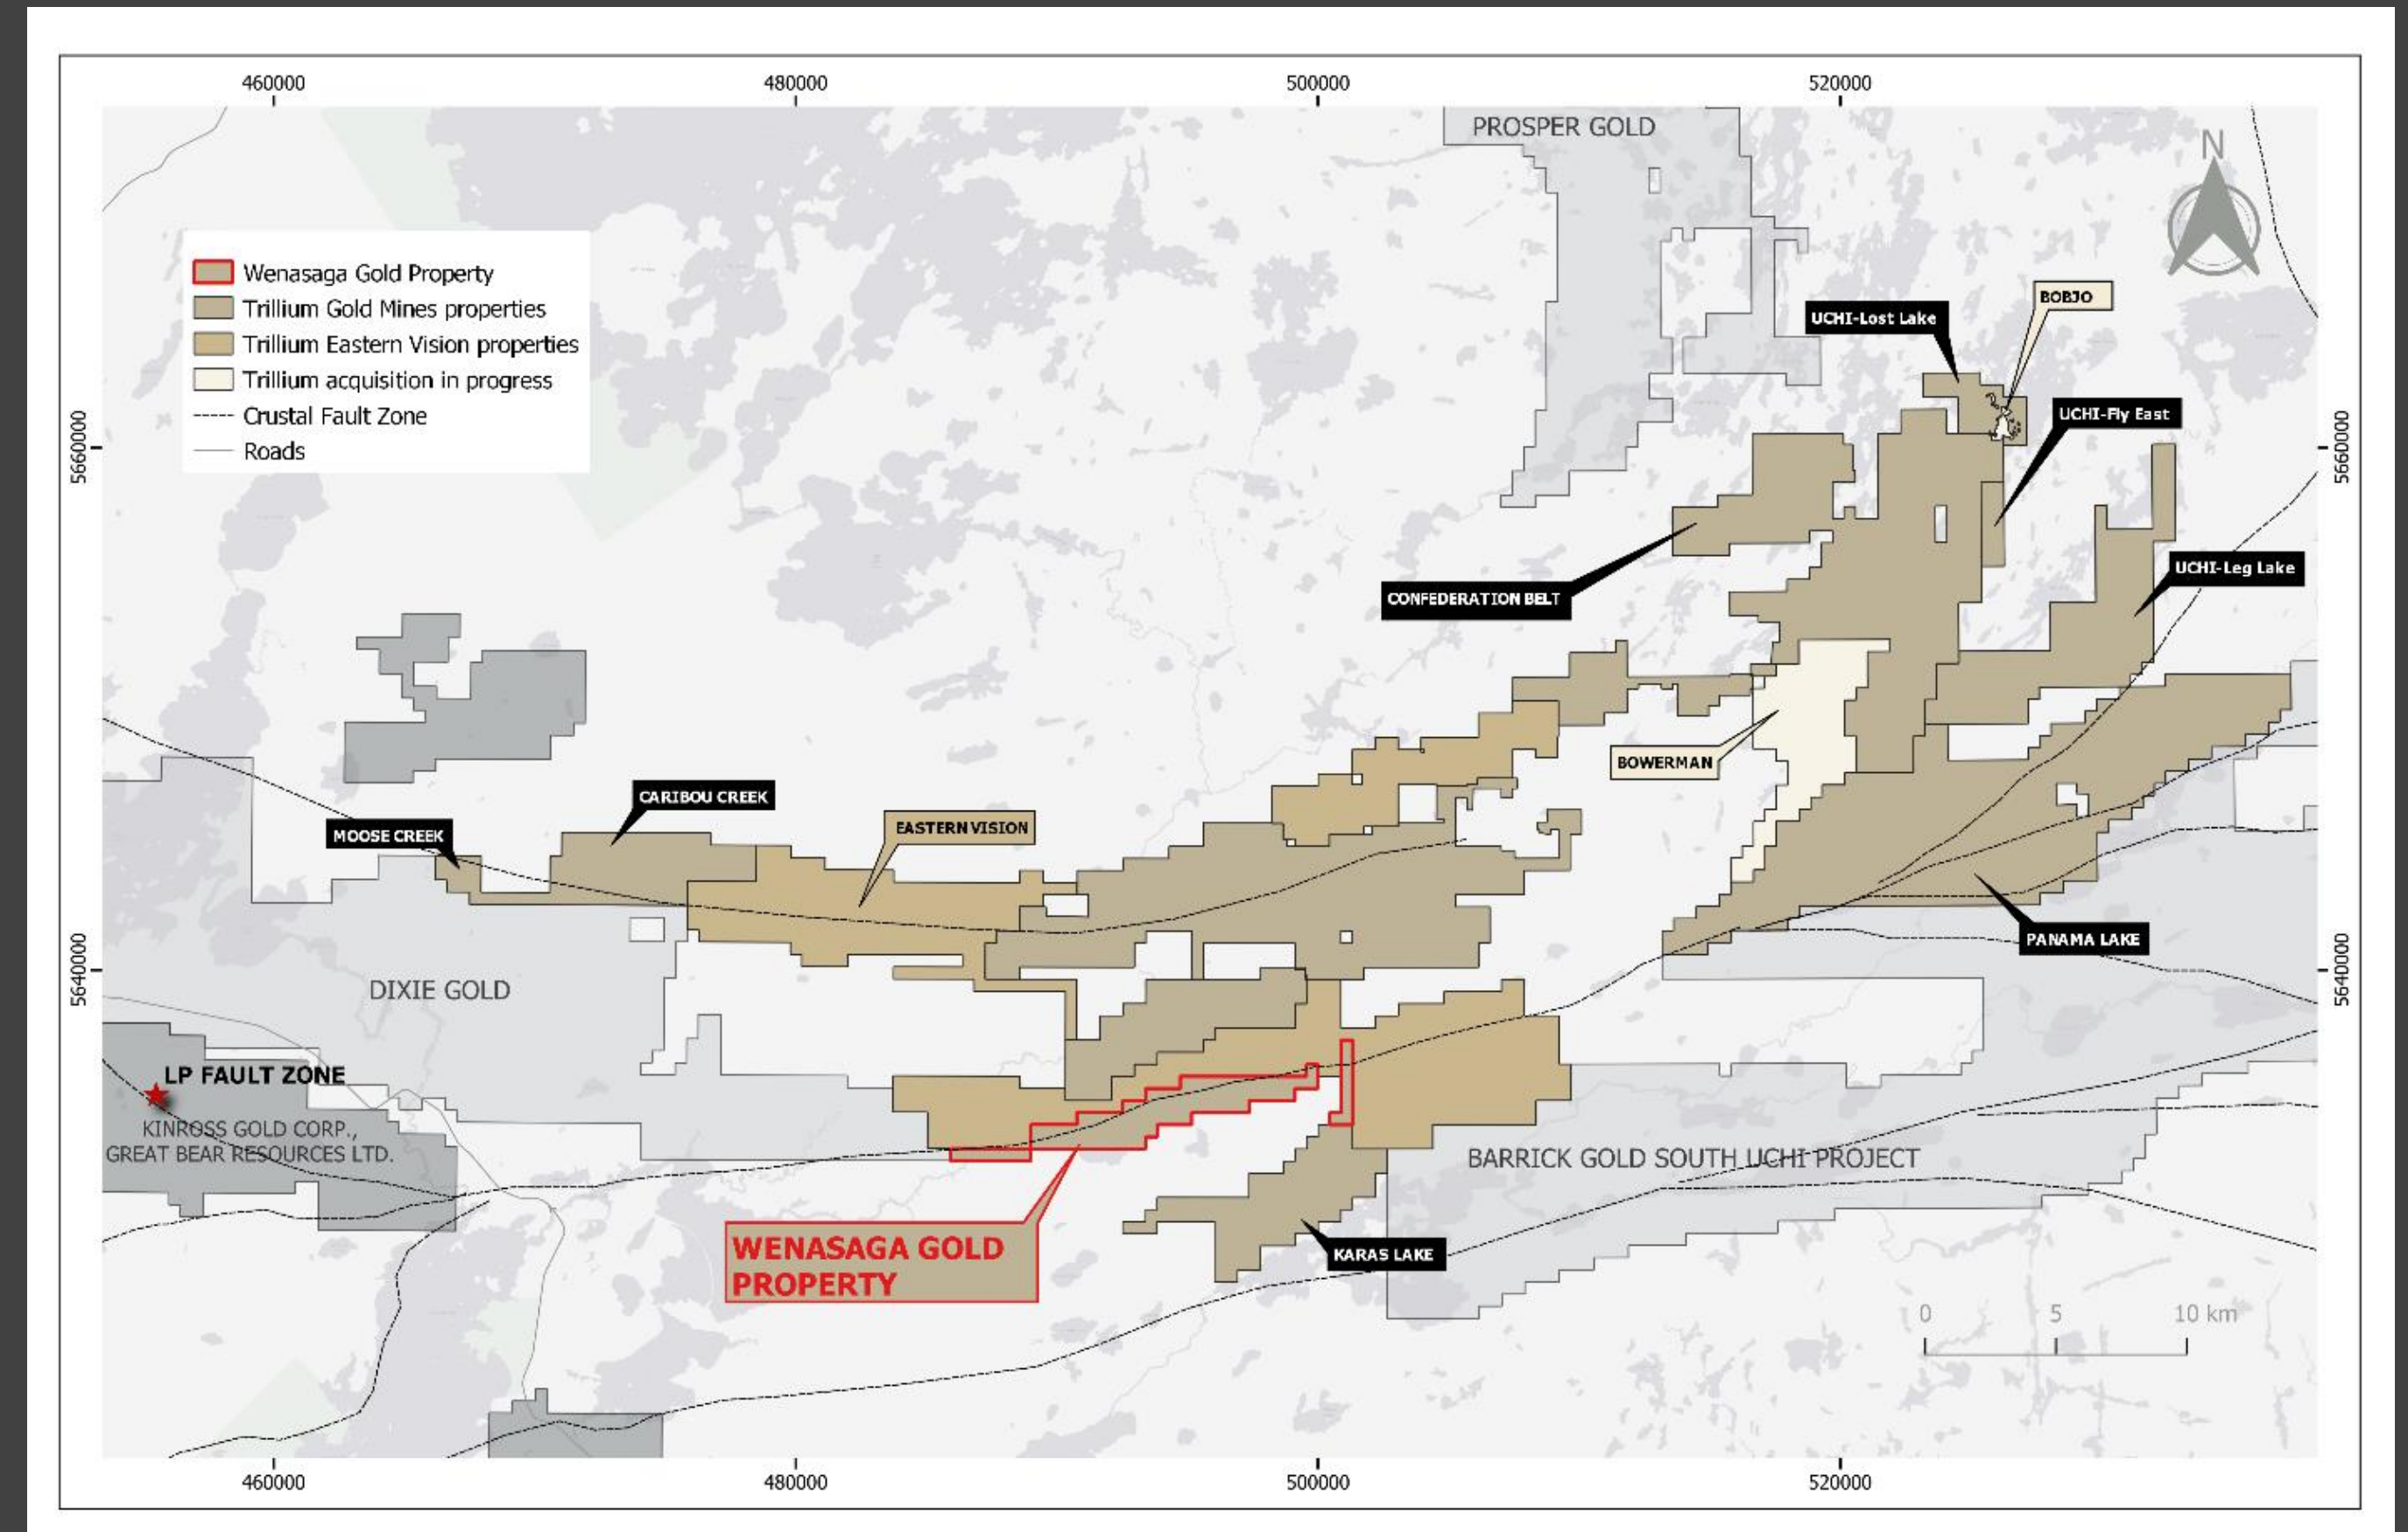 460000 480000 500000 520000
PROSPER GOLD
N
Wenasaga Gold Property
Trillium Gold Mines properties
Trillium Eastern Vision properties
Trillium acquisition in progress
Crustal Fault Zone
Roads
BOBJO
UCHI-Lost Lake
UCHI-Fly East
5660000
5660000
UCHI-Leg Lake
CONFEDERATION BELT
BOWERMAN
CARIBOU CREEK
MOOSE CREEK
EASTERN VISION
PANAMA LAKE
5640000
5640000
DIXIE GOLD
LP FAULT ZONE
KINROSS GOLD CORP.,
GREAT BEAR RESOURCES LTD.
BARRICK GOLD SOUTH UCHI PROJECT
WENASAGA GOLD
PROPERTY
KARAS LAKE
0 5 10 km
460000 480000 500000 520000